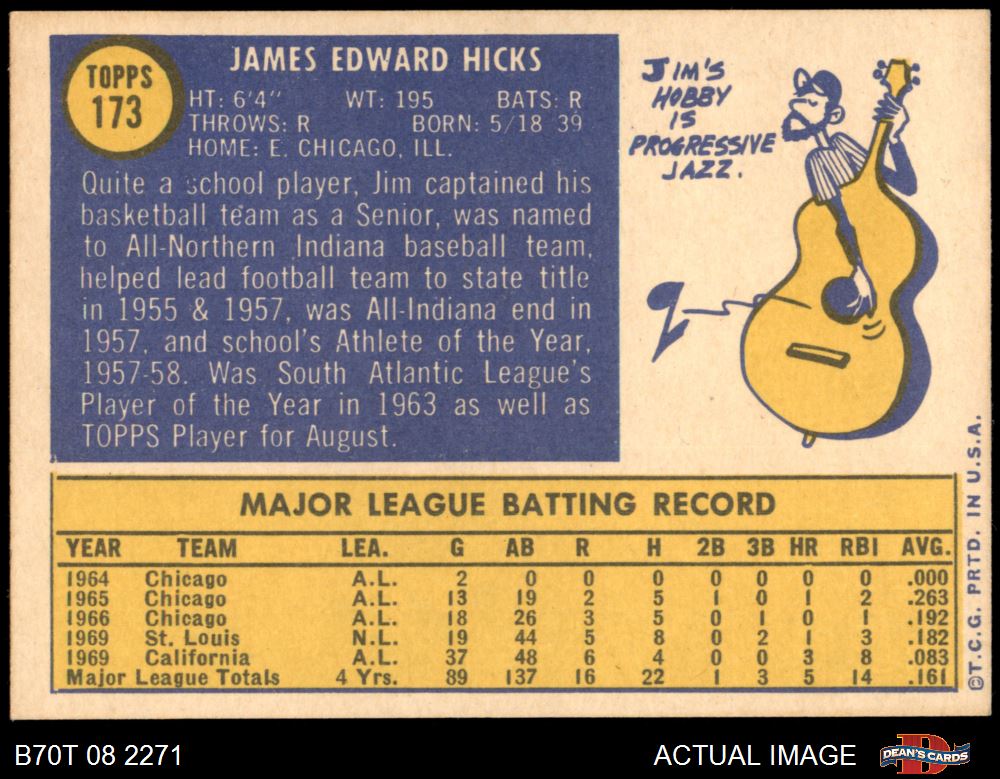 TOPPS
173
JAMES EDWARD HICKS
HT: 6'4" WT: 195 BATS: R
THROWS: R BORN: 5/18 39
HOME: E. CHICAGO, ILL.
Quite a school player, Jim captained his
basketball team as a Senior, was named
to All-Northern Indiana baseball team,
helped lead football team to state title
in 1955 & 1957, was All-Indiana end in
1957, and school's Athlete of the Year,
1957-58. Was South Atlantic League's
Player of the Year in 1963 as well as
TOPPS Player for August.
JIM'S
HOBBY
IS
PROGRESSIVE
JAZZ.
MAJOR LEAGUE BATTING RECORD
YEAR TEAM LEA. G AB R H 2B 3B HR RBI AVG.
1964 Chicago A.L. 2 0 0 0 0 0 0 0 .000
1965 Chicago A.L. 13 19 2 5 1 0 1 2 .263
1966 Chicago A.L. 18 26 3 5 0 1 0 1 .192
1969 St. Louis N.L. 19 44 5 8 0 2 1 3 .182
1969 California A.L. 37 48 6 4 0 0 3 8 .083
Major League Totals 4 Yrs. 89 137 16 22 1 3 5 14 .161
©T.C.G. PRTD. IN U.S.A.
B70T 08 2271
ACTUAL IMAGE
DEAN'S CARDS